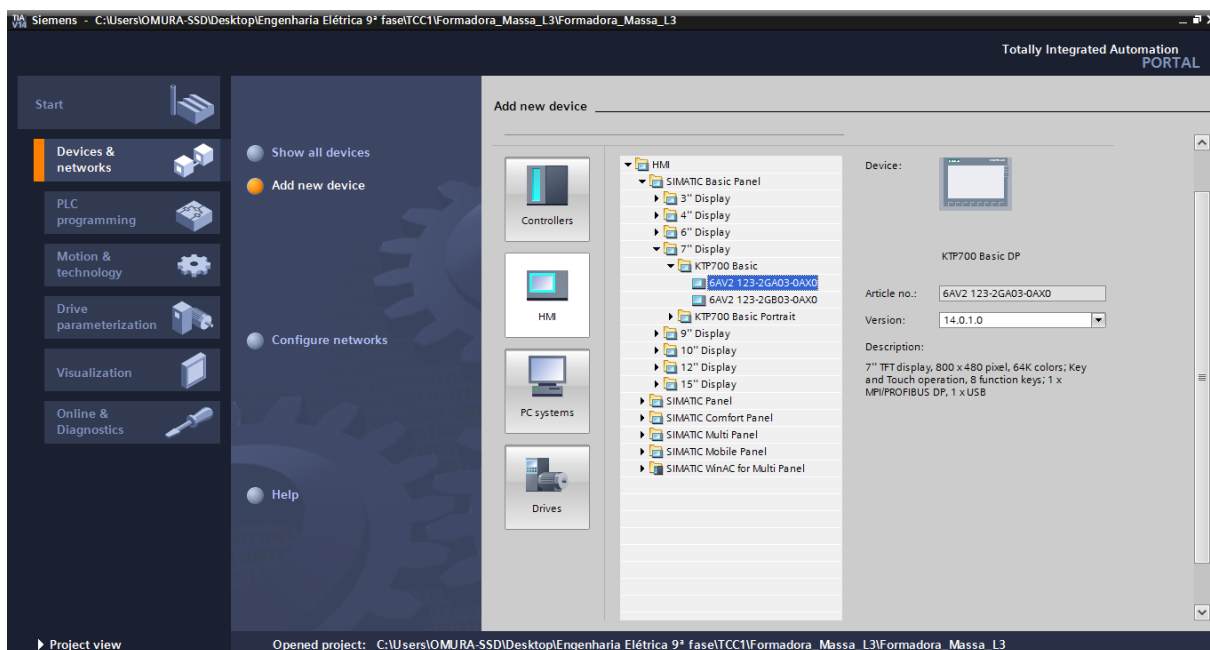 TIA
V14
Siemens - C:\Users\OMURA-SSD\Desktop\Engenharia Elétrica 9ª fase\TCC1\Formadora_Massa_L3\Formadora_Massa_L3
Totally Integrated Automation
PORTAL
Start
Devices &
networks
PLC
programming
Motion &
technology
Drive
parameterization
Visualization
Online &
Diagnostics
Show all devices
Add new device
Configure networks
Help
Add new device
Controllers
HMI
PC systems
Drives
HMI
SIMATIC Basic Panel
3'' Display
4'' Display
6'' Display
7'' Display
KTP700 Basic
6AV2 123-2GA03-0AX0
6AV2 123-2GB03-0AX0
KTP700 Basic Portrait
9'' Display
10'' Display
12'' Display
15'' Display
SIMATIC Panel
SIMATIC Comfort Panel
SIMATIC Multi Panel
SIMATIC Mobile Panel
SIMATIC WinAC for Multi Panel
Device:
KTP700 Basic DP
Article no.: 6AV2 123-2GA03-0AX0
Version: 14.0.1.0
Description:
7'' TFT display, 800 x 480 pixel, 64K colors; Key
and Touch operation, 8 function keys; 1 x
MPI/PROFIBUS DP, 1 x USB
Project view
Opened project: C:\Users\OMURA-SSD\Desktop\Engenharia Elétrica 9ª fase\TCC1\Formadora_Massa_L3\Formadora_Massa_L3